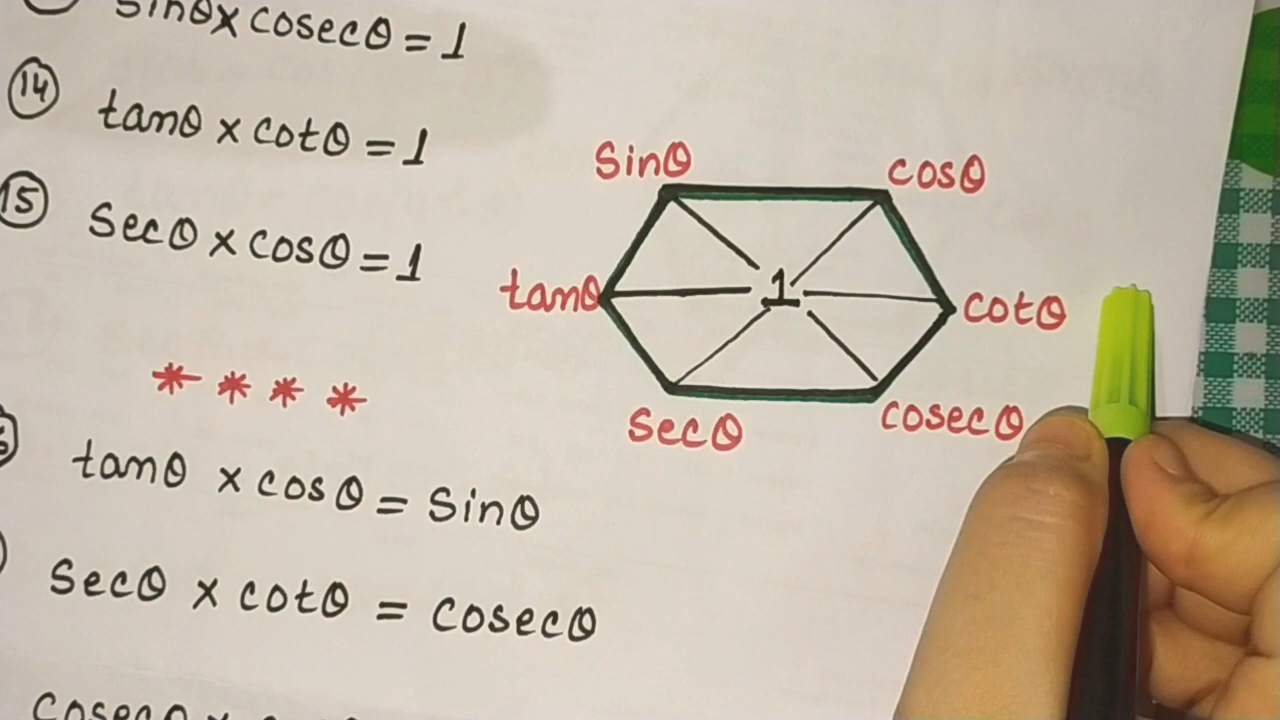 sinθ x cosecθ = 1
14 tanθ x cotθ = 1
15 Secθ x cosθ = 1
Sinθ cosθ
tanθ 1 cotθ
Secθ cosecθ
* * * *
tanθ x cosθ = Sinθ
Secθ x cotθ = cosecθ